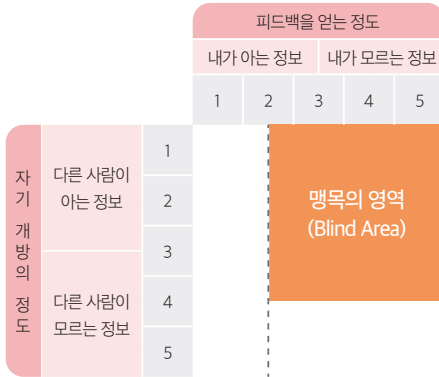 피드백을 얻는 정도
내가 아는 정보 내가 모르는 정보
1 2 3 4 5
자기 개방의 정도
다른 사람이
아는 정보
1
2
3
다른 사람이
모르는 정보
4
5
맹목의 영역
(Blind Area)